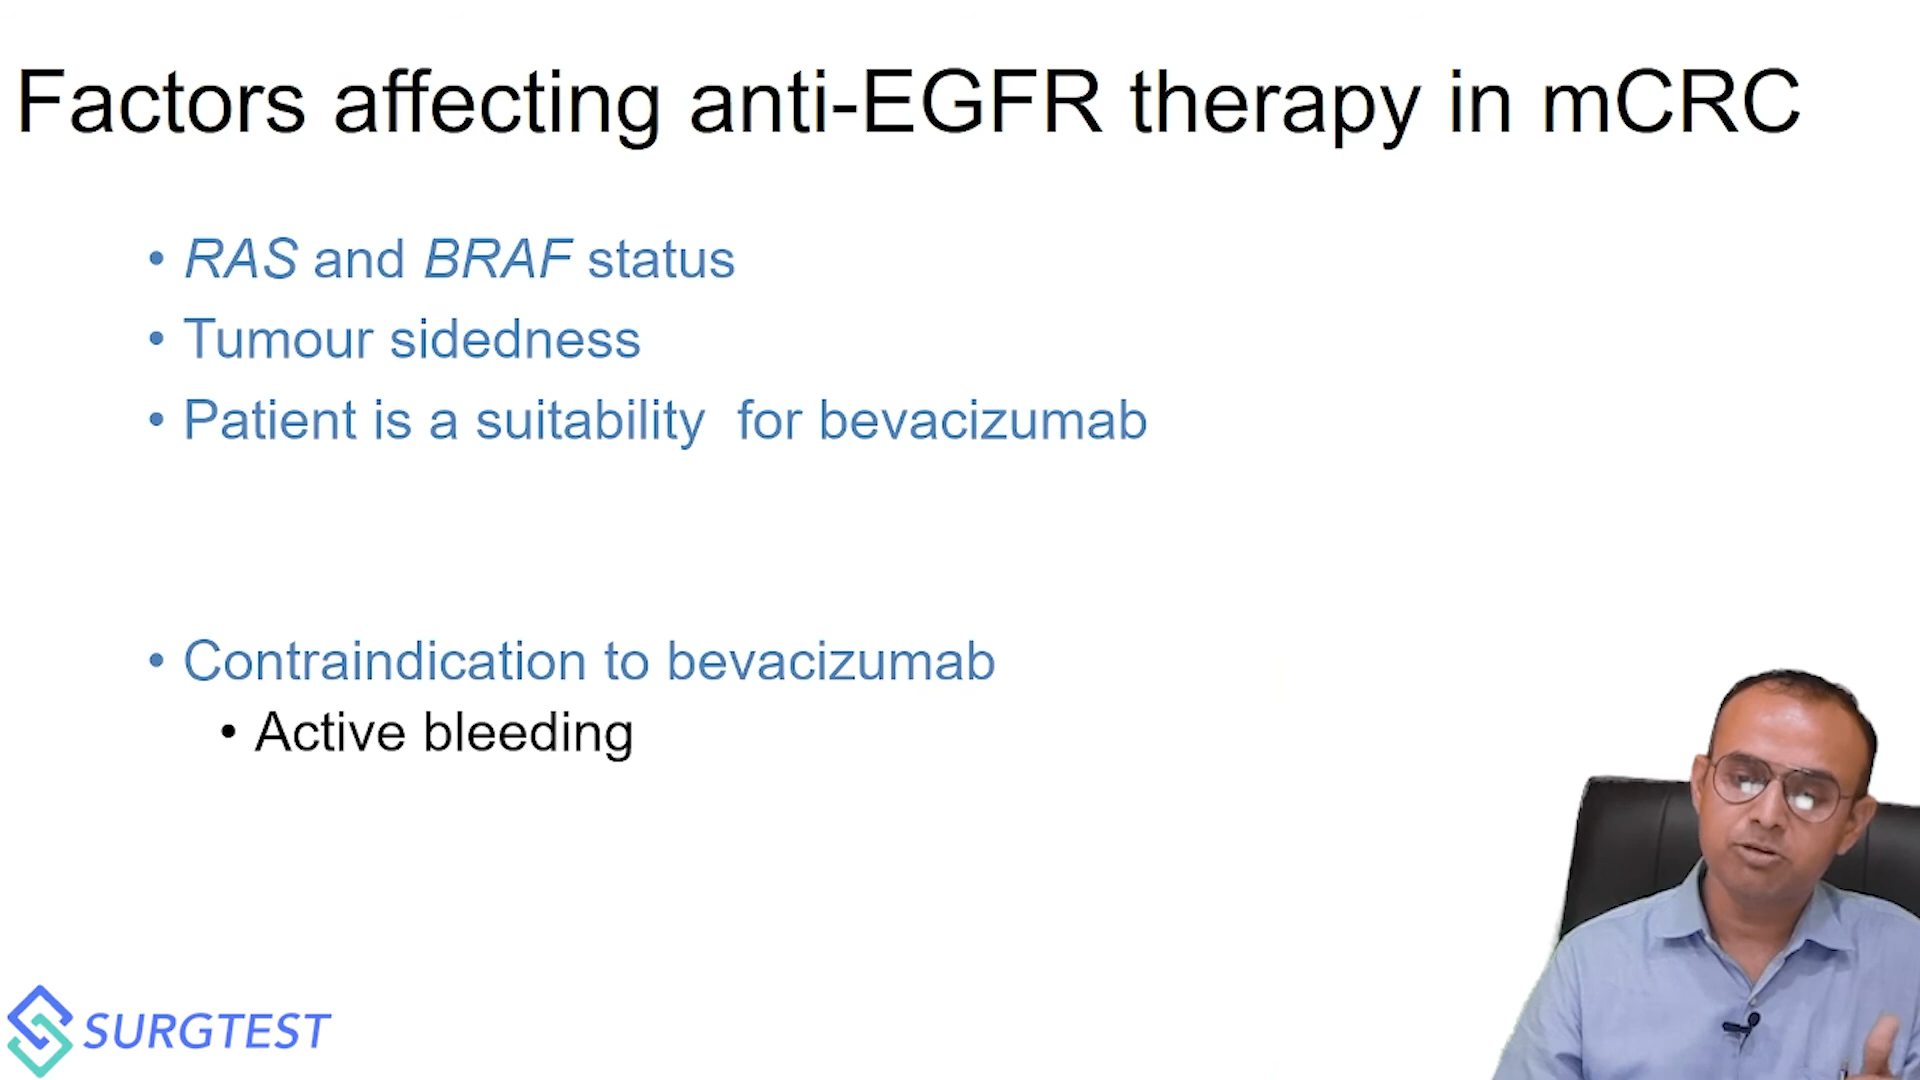 Factors affecting anti-EGFR therapy in mCRC
• RAS and BRAF status
• Tumour sidedness
• Patient is a suitability for bevacizumab
• Contraindication to bevacizumab
• Active bleeding
SURGTEST